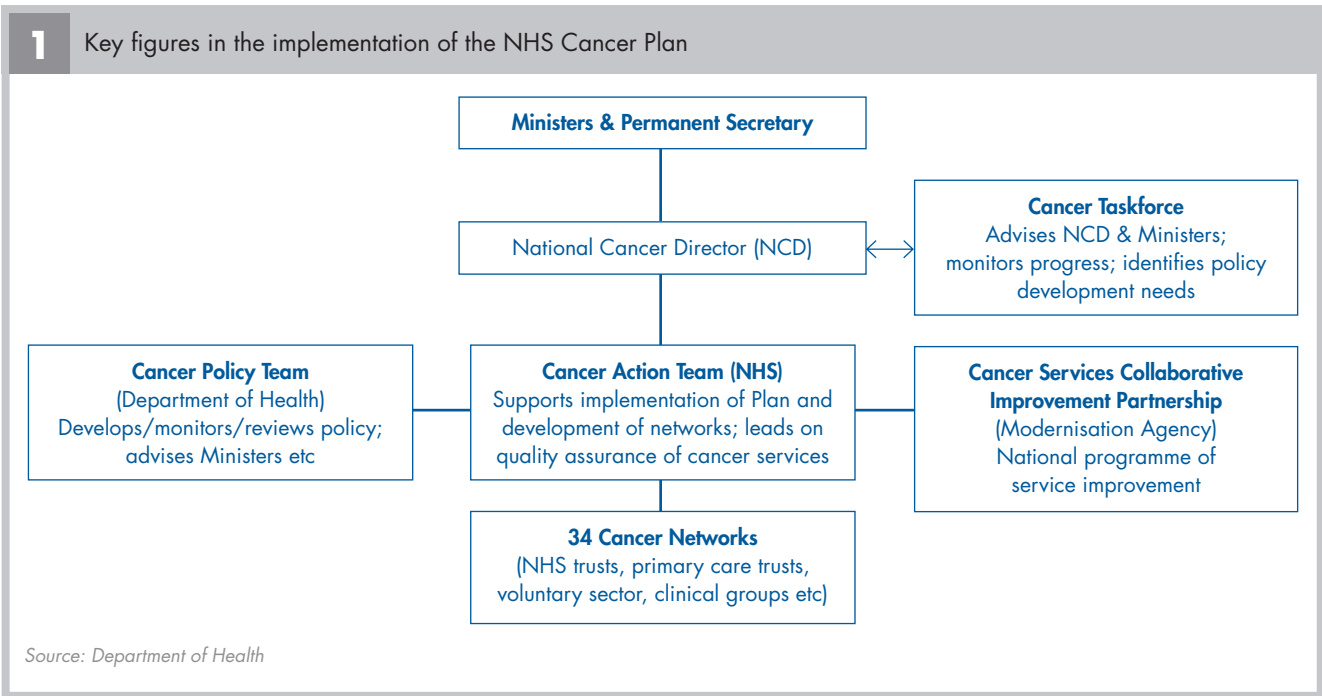 1
Key figures in the implementation of the NHS Cancer Plan
Ministers & Permanent Secretary
National Cancer Director (NCD)
Cancer Taskforce
Advises NCD & Ministers;
monitors progress; identifies policy
development needs
Cancer Policy Team
(Department of Health)
Develops/monitors/reviews policy;
advises Ministers etc
Cancer Action Team (NHS)
Supports implementation of Plan and
development of networks; leads on
quality assurance of cancer services
Cancer Services Collaborative
Improvement Partnership
(Modernisation Agency)
National programme of
service improvement
34 Cancer Networks
(NHS trusts, primary care trusts,
voluntary sector, clinical groups etc)
Source: Department of Health